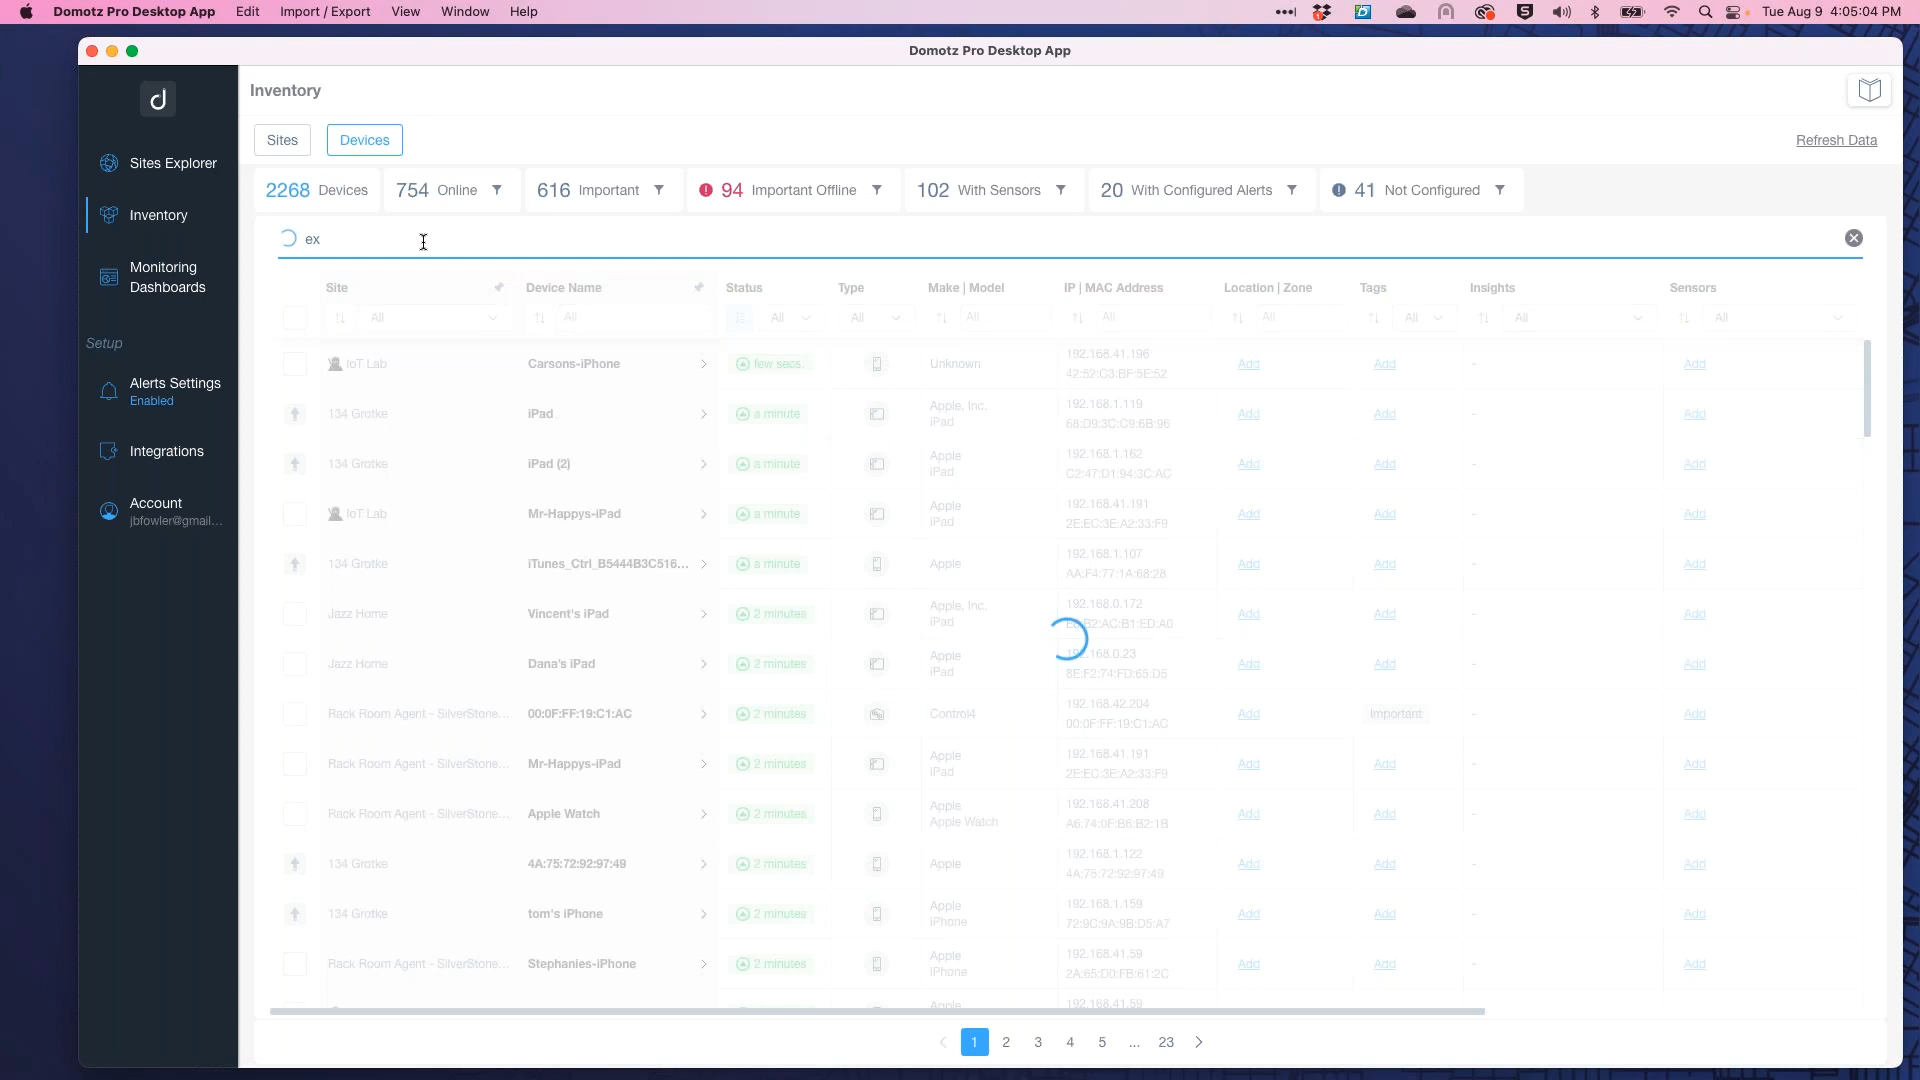 Domotz Pro Desktop App Edit Import / Export View Window Help Tue Aug 9 4:05:04 PM
Domotz Pro Desktop App
Inventory
Sites Devices Refresh Data
2268 Devices 754 Online 616 Important 94 Important Offline 102 With Sensors 20 With Configured Alerts 41 Not Configured
ex
Sites Explorer
Inventory
Monitoring
Dashboards
Setup
Alerts Settings
Enabled
Integrations
Account
jbfowler@gmail...
Site Device Name Status Type Make | Model IP | MAC Address Location | Zone Tags Insights Sensors
All All All All All All All All All All
IoT Lab Carsons-iPhone few secs. Unknown 192.168.41.196 Add Add - Add
42:52:C3:BF:5E:52
134 Grotke iPad a minute Apple, Inc. 192.168.1.119 Add Add - Add
iPad 68:D9:3C:C9:6B:96
134 Grotke iPad (2) a minute Apple 192.168.1.162 Add Add - Add
iPad C2:47:D1:94:3C:AC
IoT Lab Mr-Happys-iPad a minute Apple 192.168.41.191 Add Add - Add
iPad 2E:EC:3E:A2:33:F9
134 Grotke iTunes_Ctrl_B5444B3C516... a minute Apple 192.168.1.107 Add Add - Add
AA:F4:77:1A:68:28
Jazz Home Vincent's iPad 2 minutes Apple, Inc. 192.168.0.172 Add Add - Add
iPad B2:AC:B1:ED:A0
Jazz Home Dana's iPad 2 minutes Apple 192.168.0.23 Add Add - Add
iPad 8E:F2:74:FD:65:D5
Rack Room Agent - SilverStone... 00:0F:FF:19:C1:AC 2 minutes Control4 192.168.42.204 Add Important - Add
00:0F:FF:19:C1:AC
Rack Room Agent - SilverStone... Mr-Happys-iPad 2 minutes Apple 192.168.41.191 Add Add - Add
iPad 2E:EC:3E:A2:33:F9
Rack Room Agent - SilverStone... Apple Watch 2 minutes Apple 192.168.41.208 Add Add - Add
Apple Watch A6:74:0F:B6:B2:1B
134 Grotke 4A:75:72:92:97:49 2 minutes Apple 192.168.1.122 Add Add - Add
4A:75:72:92:97:49
134 Grotke tom's iPhone 2 minutes Apple 192.168.1.159 Add Add - Add
iPhone 72:9C:9A:9B:D5:A7
Rack Room Agent - SilverStone... Stephanies-iPhone 2 minutes Apple 192.168.41.59 Add Add - Add
iPhone 2A:65:D0:FB:61:2C
Apple 192.168.41.59
1 2 3 4 5 ... 23